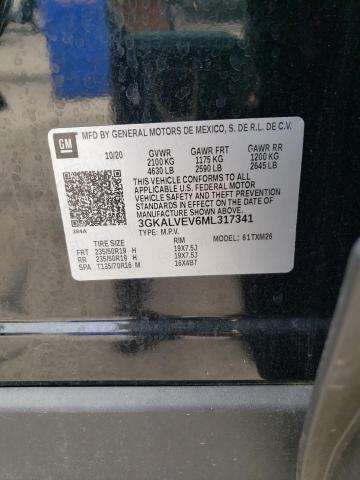 GM
MFD BY GENERAL MOTORS DE MEXICO, S. DE R.L. DE C.V.
10/20 GVWR GAWR FRT GAWR RR
2100 KG 1175 KG 1200 KG
4630 LB 2590 LB 2645 LB
THIS VEHICLE CONFORMS TO ALL
APPLICABLE U.S. FEDERAL MOTOR
VEHICLE SAFETY AND THEFT
PREVENTION STANDARDS IN EFFECT
ON THE DATE OF MANUFACTURE
SHOWN ABOVE.
3GKALVEV6ML317341
TYPE: M.P.V. MODEL: 61TXM26
TIRE SIZE RIM
FRT 235/50R19 H 19X7.5J
RR 235/50R19 H 19X7.5J
SPA T135/70R16 M 16X4BT